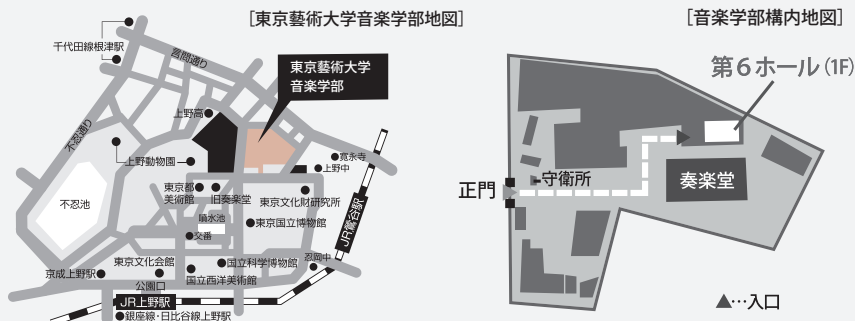 [東京藝術大学音楽学部地図]
千代田線根津駅
言問通り
東京藝術大学
音楽学部
上野高
不忍通り
上野動物園
寛永寺
上野中
東京都
美術館
旧奏楽堂
東京文化財研究所
不忍池
噴水池
東京国立博物館
交番
JR鶯谷駅
東京文化会館
国立科学博物館
忍岡中
京成上野駅
国立西洋美術館
公園口
JR上野駅
銀座線・日比谷線上野駅
[音楽学部構内地図]
第6ホール(1F)
守衛所
正門
奏楽堂
▲…入口